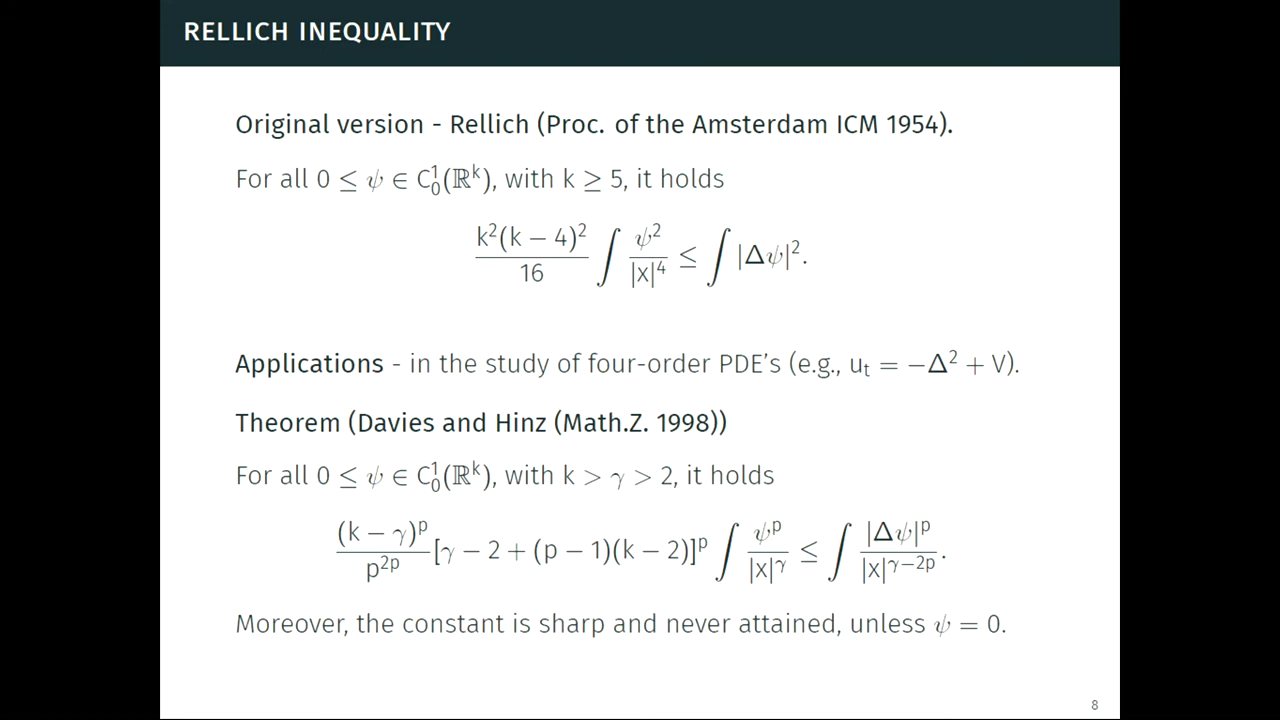 RELLICH INEQUALITY
Original version - Rellich (Proc. of the Amsterdam ICM 1954).
For all 0 ≤ ψ ∈ C₀¹(ℝᵏ), with k ≥ 5, it holds
k²(k − 4)²/16 ∫ ψ²/|x|⁴ ≤ ∫ |Δψ|².
Applications - in the study of four-order PDE's (e.g., uₜ = −Δ² + V).
Theorem (Davies and Hinz (Math.Z. 1998))
For all 0 ≤ ψ ∈ C₀¹(ℝᵏ), with k > γ > 2, it holds
(k − γ)ᵖ/p²ᵖ [γ − 2 + (p − 1)(k − 2)]ᵖ ∫ ψᵖ/|x|^γ ≤ ∫ |Δψ|ᵖ/|x|^(γ−2p).
Moreover, the constant is sharp and never attained, unless ψ = 0.
8